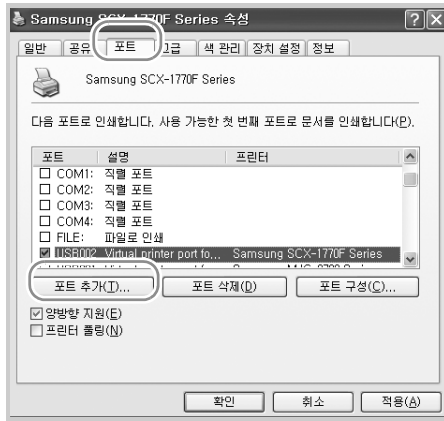 Samsung SCX-1770F Series 속성
일반 공유 포트 고급 색 관리 장치 설정 정보
Samsung SCX-1770F Series
다음 포트로 인쇄합니다. 사용 가능한 첫 번째 포트로 문서를 인쇄합니다(P).
포트 설명 프린터
COM1: 직렬 포트
COM2: 직렬 포트
COM3: 직렬 포트
COM4: 직렬 포트
FILE: 파일로 인쇄
USB002 Virtual printer port fo... Samsung SCX-1770F Series
포트 추가(T)... 포트 삭제(D) 포트 구성(C)...
양방향 지원(E)
프린터 풀링(N)
확인 취소 적용(A)